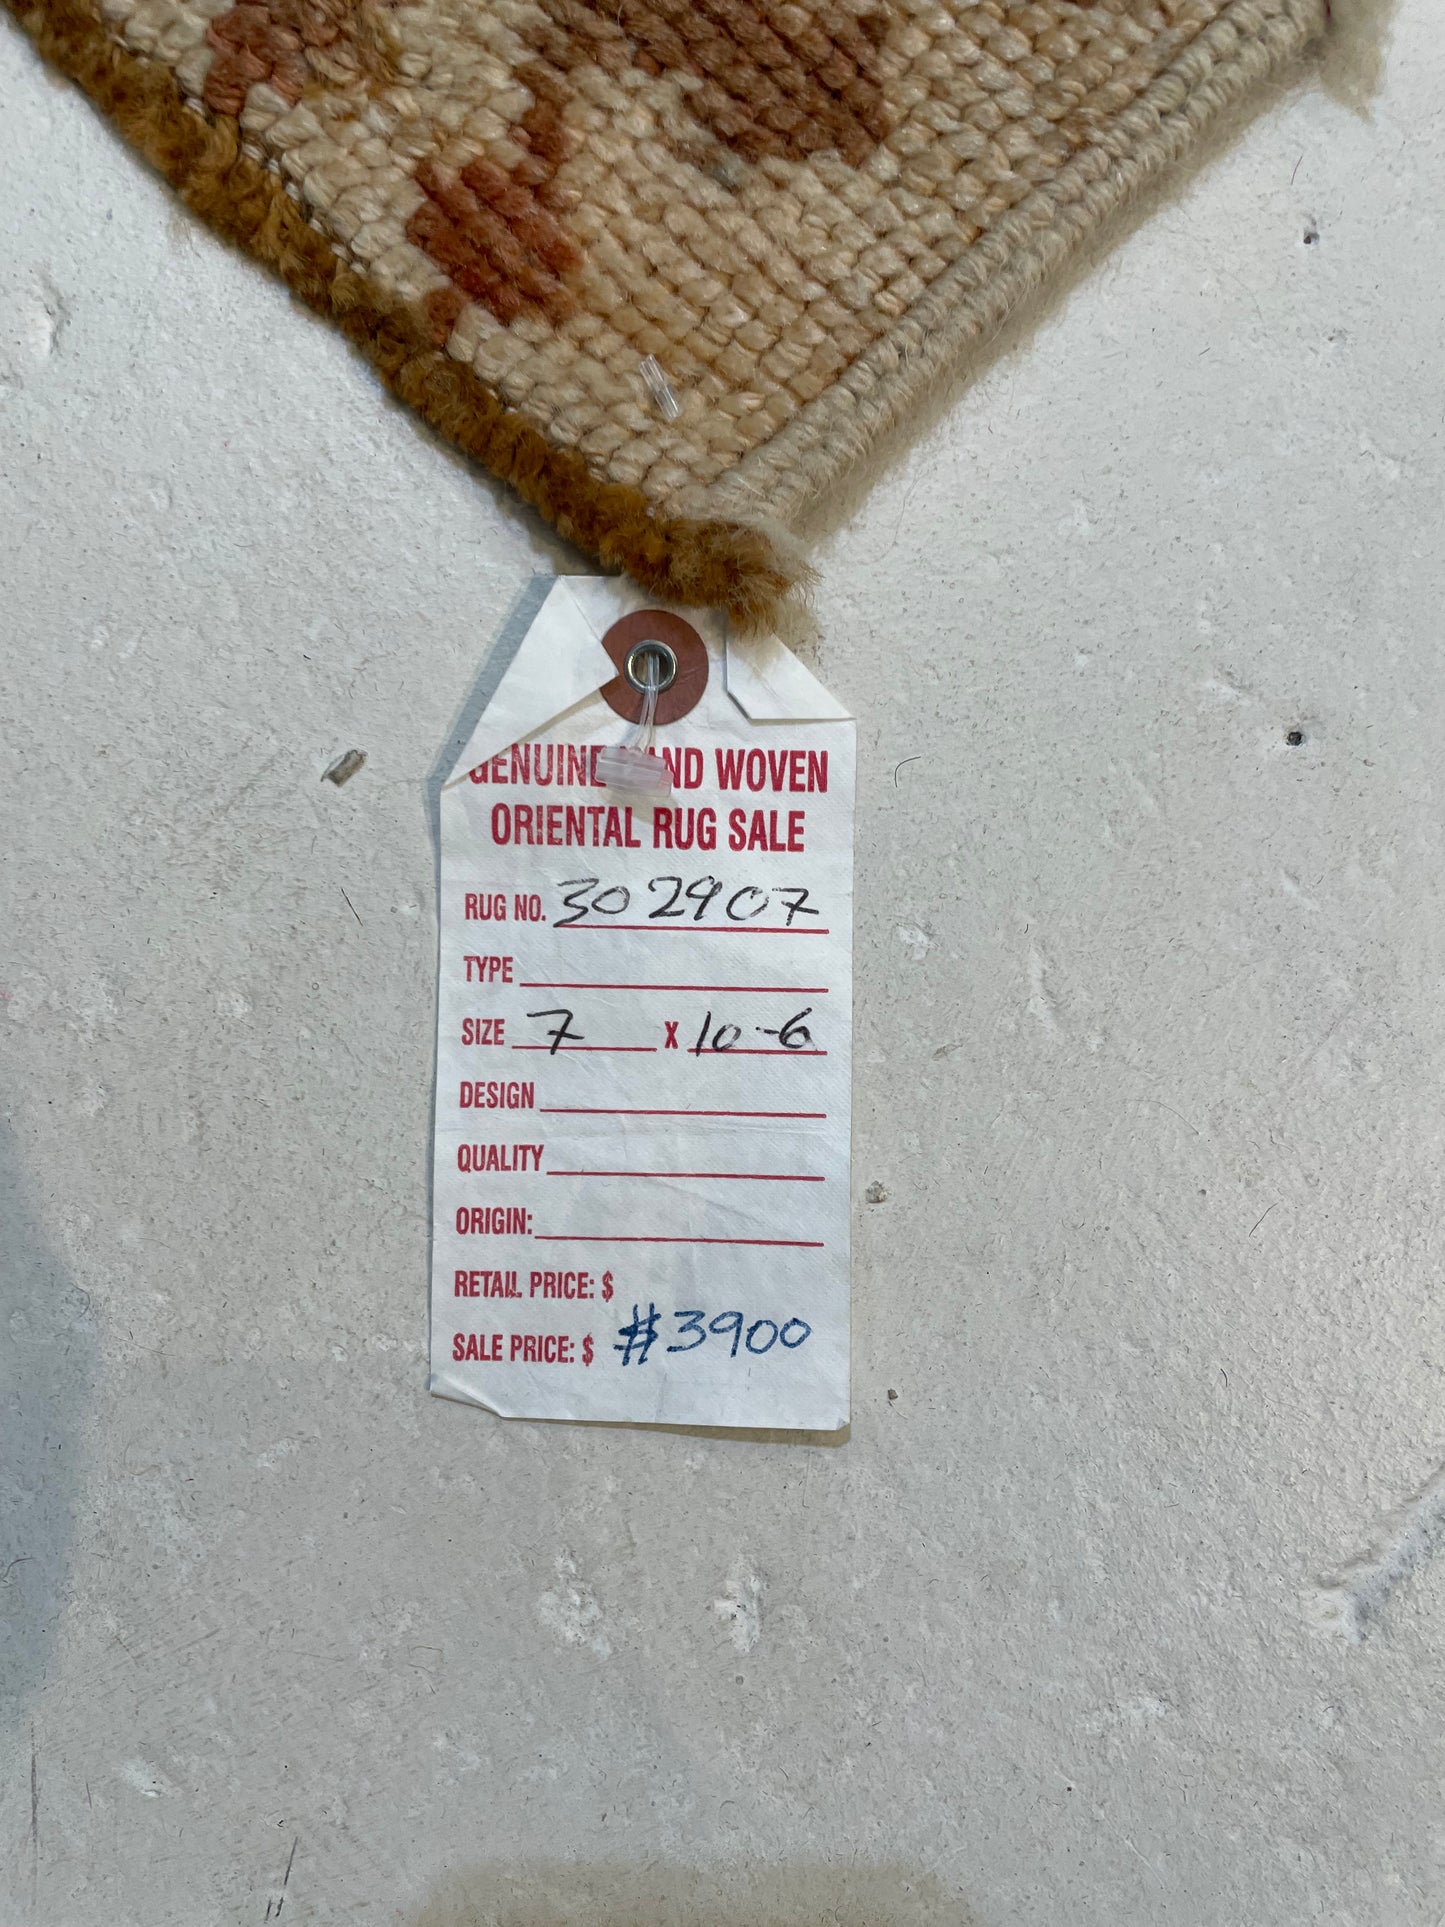 GENUINE HAND WOVEN
ORIENTAL RUG SALE
RUG NO. 302907
TYPE
SIZE 7 X 10-6
DESIGN
QUALITY
ORIGIN:
RETAIL PRICE: $
SALE PRICE: $ #3900